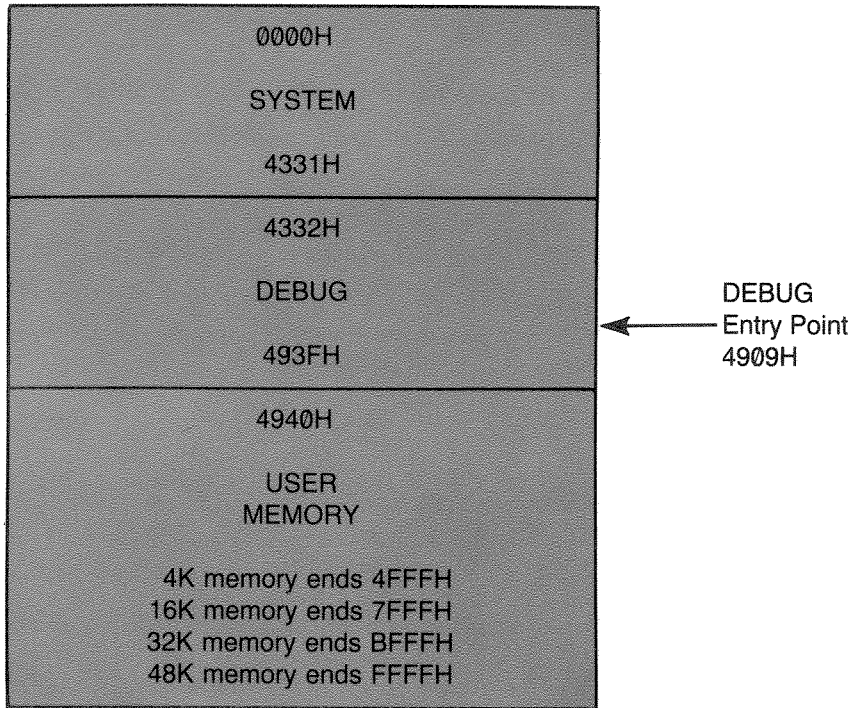 0000H
SYSTEM
4331H
4332H
DEBUG
493FH
4940H
USER
MEMORY
4K memory ends 4FFFH
16K memory ends 7FFFH
32K memory ends BFFFH
48K memory ends FFFFH
DEBUG
Entry Point
4909H